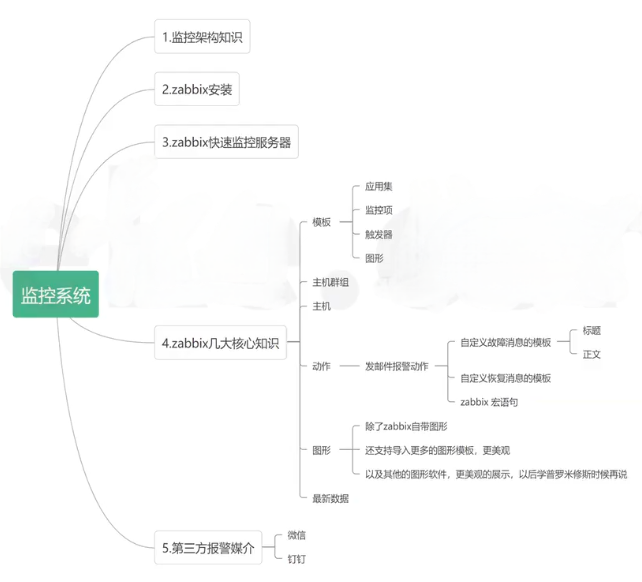 监控系统
1.监控架构知识
2.zabbix安装
3.zabbix快速监控服务器
4.zabbix几大核心知识
模板
应用集
监控项
触发器
图形
主机群组
主机
动作
发邮件报警动作
自定义故障消息的模板
标题
正文
自定义恢复消息的模板
zabbix 宏语句
图形
除了zabbix自带图形
还支持导入更多的图形模板，更美观
以及其他的图形软件，更美观的展示，以后学普罗米修斯时候再说
最新数据
5.第三方报警媒介
微信
钉钉